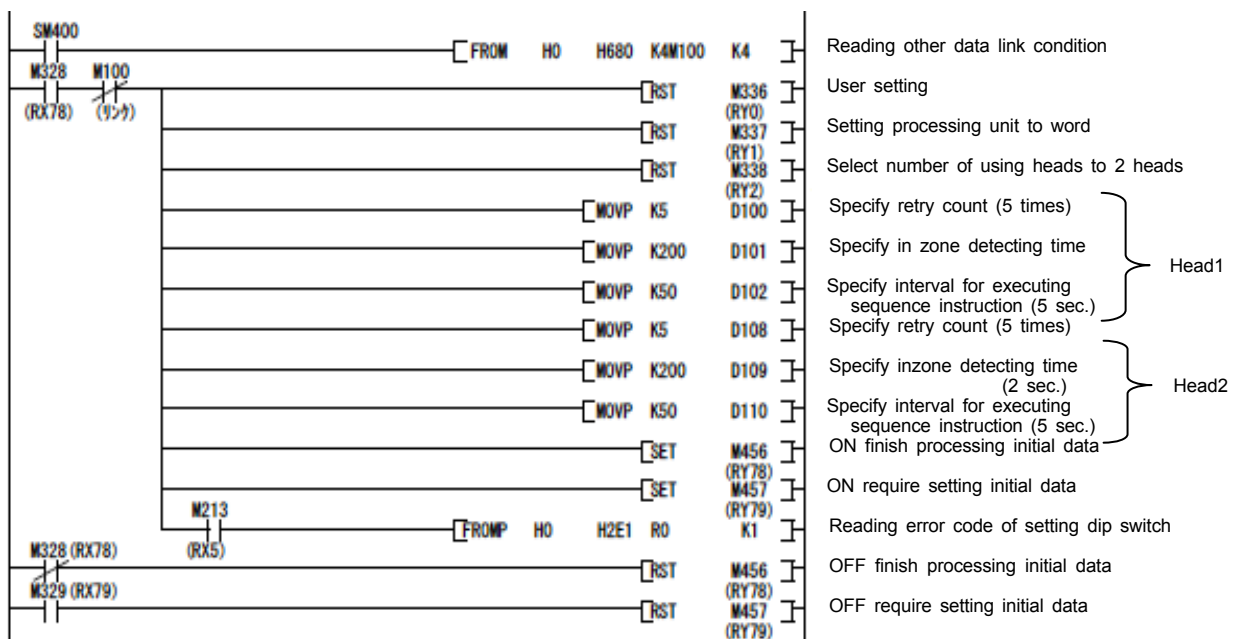 SM400
FROM H0 H680 K4M100 K4 Reading other data link condition
M328 M100
RST M336 User setting
(RX78) (リンク) (RY0)
RST M337 Setting processing unit to word
(RY1)
RST M338 Select number of using heads to 2 heads
(RY2)
MOVP K5 D100 Specify retry count (5 times)
MOVP K200 D101 Specify in zone detecting time
Head1
MOVP K50 D102 Specify interval for executing
sequence instruction (5 sec.)
MOVP K5 D108 Specify retry count (5 times)
MOVP K200 D109 Specify inzone detecting time
(2 sec.)
Head2
MOVP K50 D110 Specify interval for executing
sequence instruction (5 sec.)
SET M456 ON finish processing initial data
(RY78)
SET M457 ON require setting initial data
(RY79)
M213
FROMP H0 H2E1 R0 K1 Reading error code of setting dip switch
(RX5)
M328 (RX78)
RST M456 OFF finish processing initial data
(RY78)
M329 (RX79)
RST M457 OFF require setting initial data
(RY79)